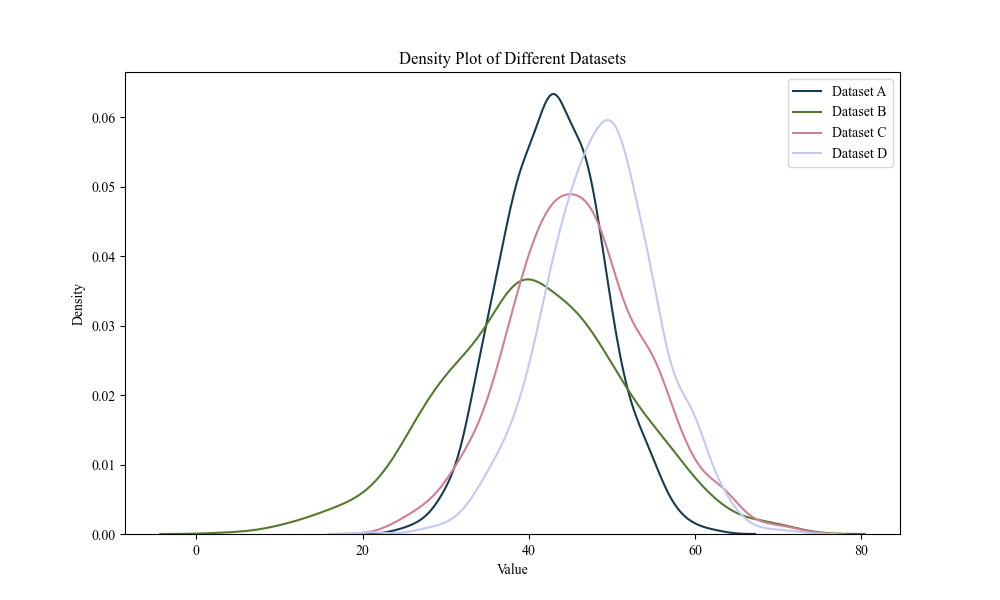 Density Plot of Different Datasets
Dataset A
Dataset B
Dataset C
Dataset D
0.06
0.05
0.04
0.03
0.02
0.01
0.00
Density
0 20 40 60 80
Value